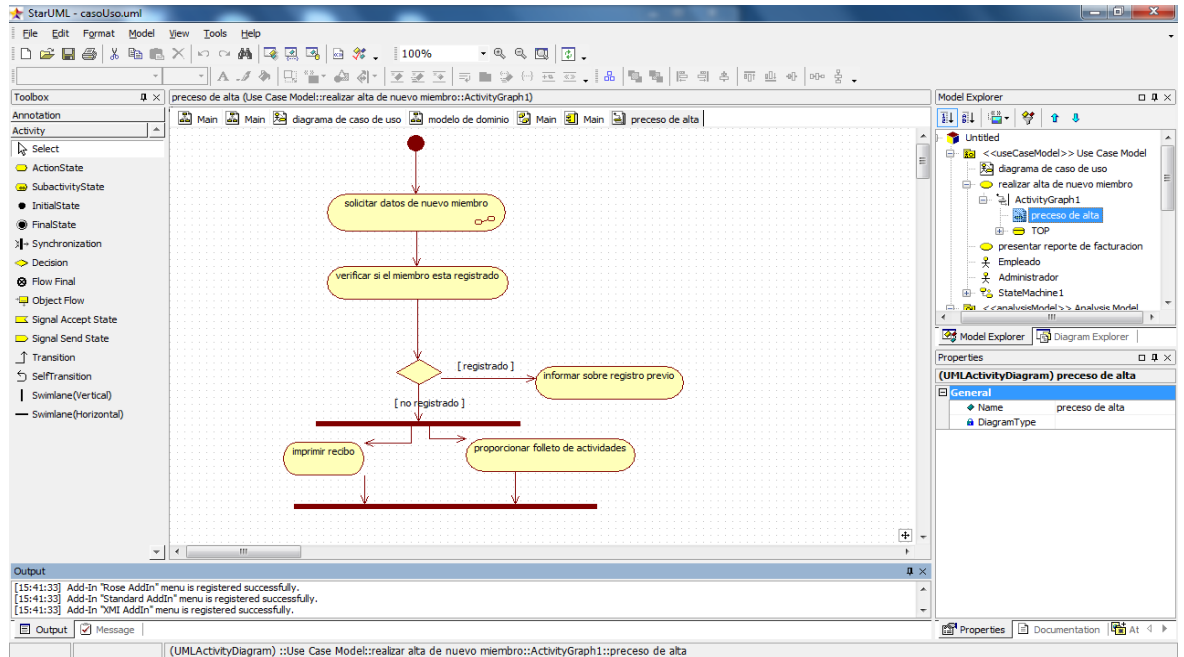 StarUML - casoUso.uml
File Edit Format Model View Tools Help
100%
Toolbox
Annotation
Activity
Select
ActionState
SubactivityState
InitialState
FinalState
Synchronization
Decision
Flow Final
Object Flow
Signal Accept State
Signal Send State
Transition
SelfTransition
Swimlane(Vertical)
Swimlane(Horizontal)
preceso de alta (Use Case Model::realizar alta de nuevo miembro::ActivityGraph1)
Main Main diagrama de caso de uso modelo de dominio Main Main preceso de alta
solicitar datos de nuevo miembro
verificar si el miembro esta registrado
[ registrado ]
informar sobre registro previo
[ no registrado ]
imprimir recibo
proporcionar folleto de actividades
Model Explorer
Untitled
<<useCaseModel>> Use Case Model
diagrama de caso de uso
realizar alta de nuevo miembro
ActivityGraph1
preceso de alta
TOP
presentar reporte de facturacion
Empleado
Administrador
StateMachine1
<<analysisModel>> Analysis Model
Model Explorer Diagram Explorer
Properties
(UMLActivityDiagram) preceso de alta
General
Name preceso de alta
DiagramType
Output
[15:41:33] Add-In "Rose AddIn" menu is registered successfully.
[15:41:33] Add-In "Standard AddIn" menu is registered successfully.
[15:41:33] Add-In "XMI AddIn" menu is registered successfully.
Output Message
Properties Documentation At
(UMLActivityDiagram) ::Use Case Model::realizar alta de nuevo miembro::ActivityGraph1::preceso de alta